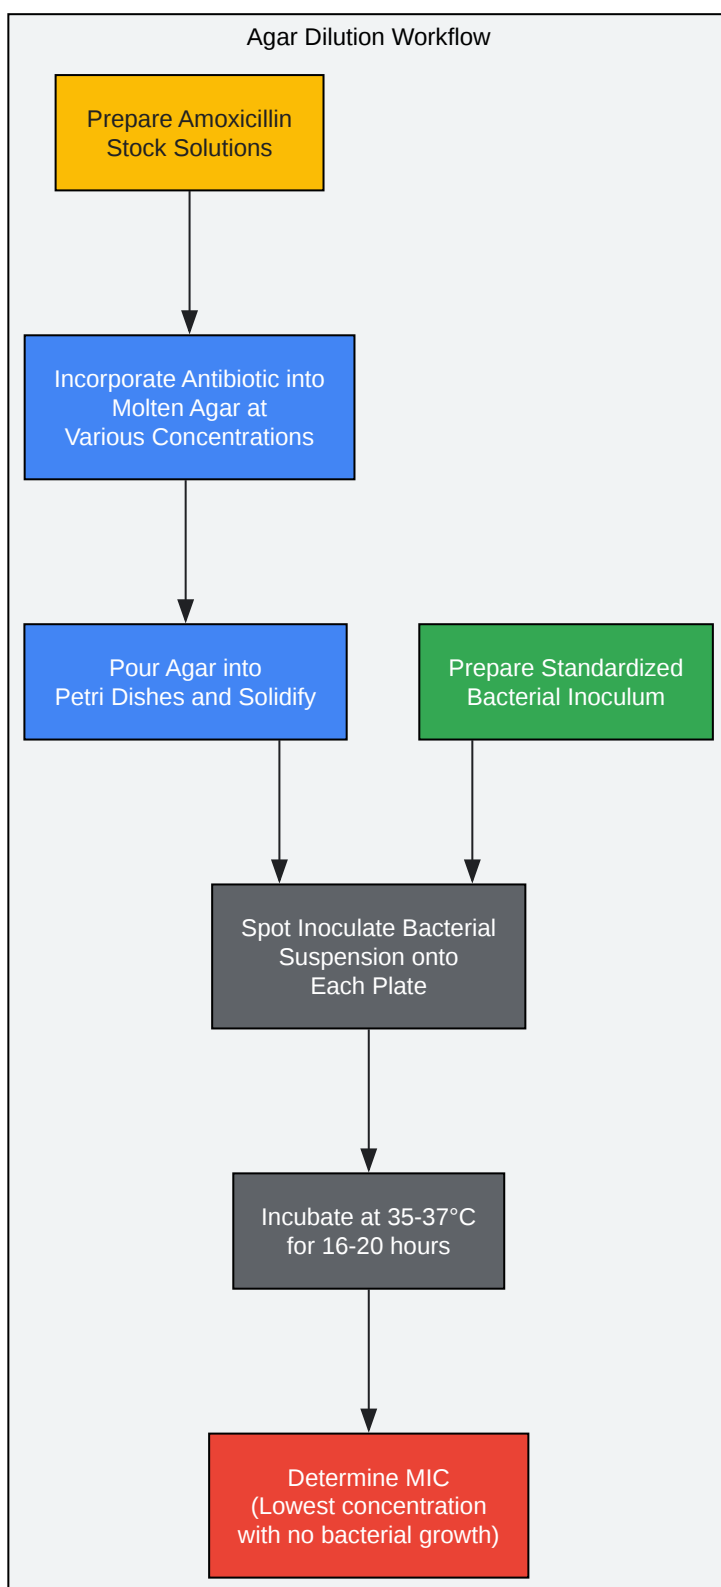 Agar Dilution Workflow
Prepare Amoxicillin
Stock Solutions
Incorporate Antibiotic into
Molten Agar at
Various Concentrations
Pour Agar into
Petri Dishes and Solidify
Prepare Standardized
Bacterial Inoculum
Spot Inoculate Bacterial
Suspension onto
Each Plate
Incubate at 35-37°C
for 16-20 hours
Determine MIC
(Lowest concentration
with no bacterial growth)